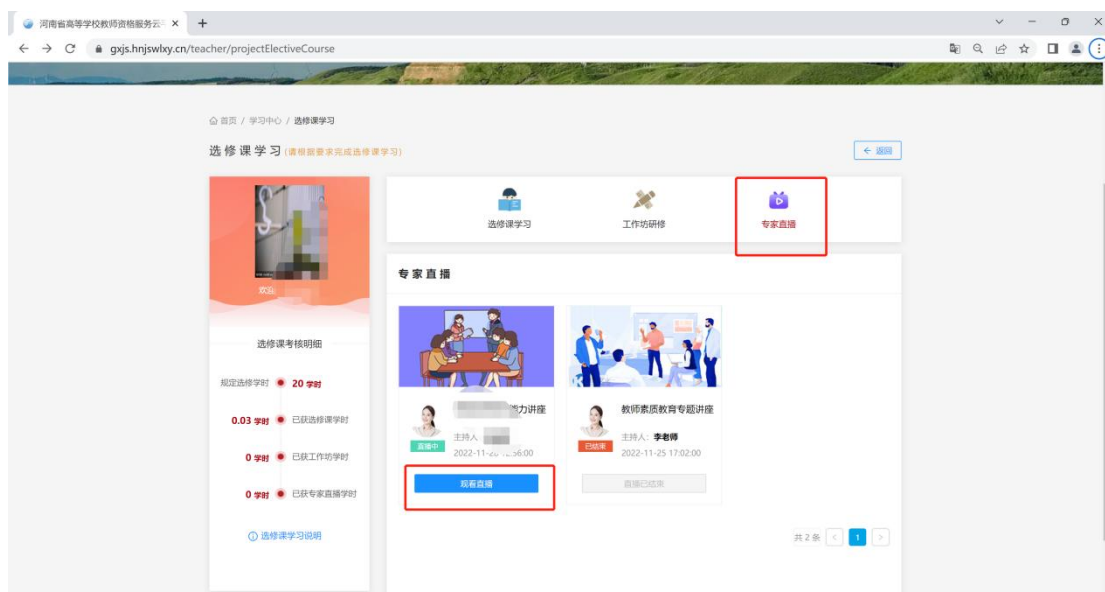 河南省高等学校教师资格服务云
gxjs.hnjswlxy.cn/teacher/projectElectiveCourse
首页 / 学习中心 / 选修课学习
选修课学习 (请根据要求完成选修课学习)
← 返回
选修课学习
工作坊研修
专家直播
专家直播
欢迎,
选修课考核明细
规定选修学时 20 学时
0.03 学时 已获选修课学时
0 学时 已获工作坊学时
0 学时 已获专家直播学时
选修课学习说明
能力讲座
主持人
直播中
2022-11-
:56:00
观看直播
教师素质教育专题讲座
主持人: 李老师
已结束
2022-11-25 17:02:00
直播已结束
共 2 条 < 1 >